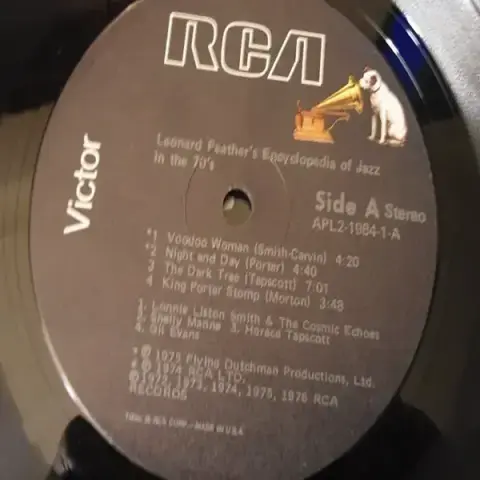 RCA
Victor
Leonard Feather's Encyclopedia of Jazz
in the 70's
Side A Stereo
APL2-1984-1-A
*1 Voodoo Woman (Smith-Carvin) 4:20
*2 Night and Day (Porter) 4:40
3 The Dark Tree (Tapscott) 7:01
4 King Porter Stomp (Morton) 3:48
1. Lonnie Liston Smith & The Cosmic Echoes
2. Shelly Manne 3. Horace Tapscott
4. Gil Evans
* ℗ 1975 Flying Dutchman Productions, Ltd.
℗ 1974 RCA LTD.
℗ 1972, 1973, 1974, 1975, 1976 RCA
RECORDS
MADE IN U.S.A.